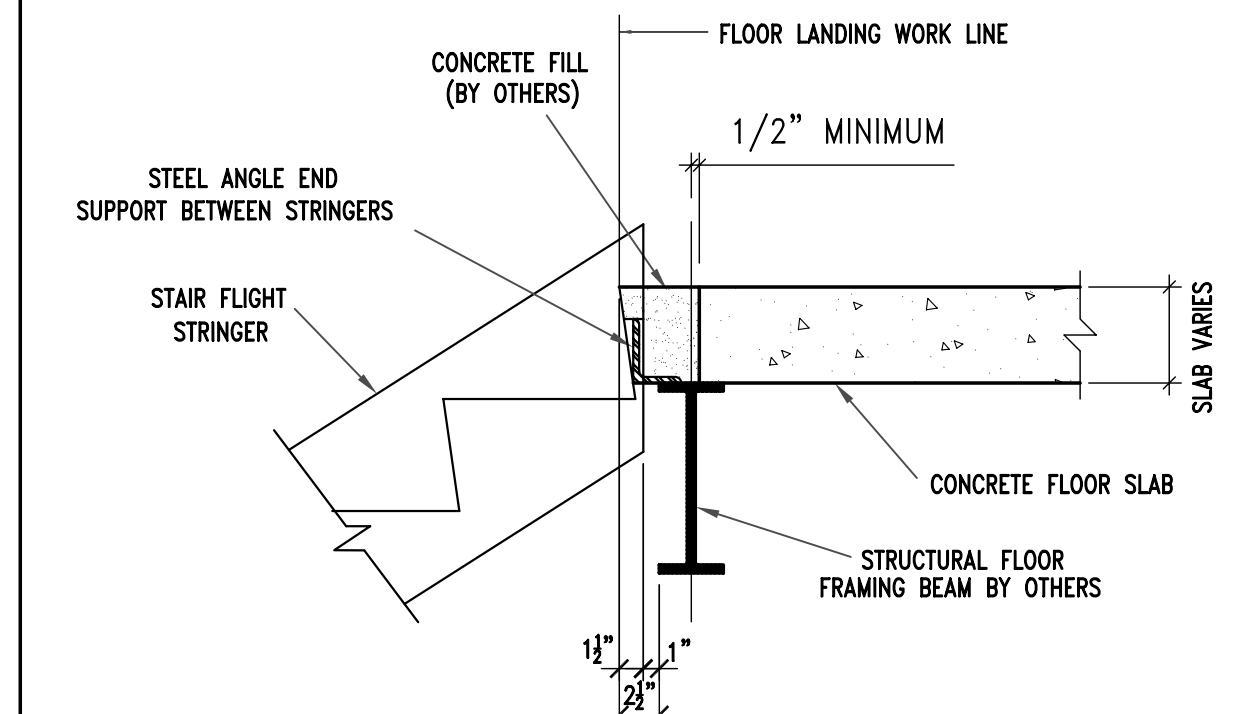 FLOOR LANDING WORK LINE
CONCRETE FILL
(BY OTHERS)
1/2” MINIMUM
STEEL ANGLE END
SUPPORT BETWEEN STRINGERS
STAIR FLIGHT
STRINGER
SLAB VARIES
CONCRETE FLOOR SLAB
STRUCTURAL FLOOR
FRAMING BEAM BY OTHERS
1½” 1”
2½”